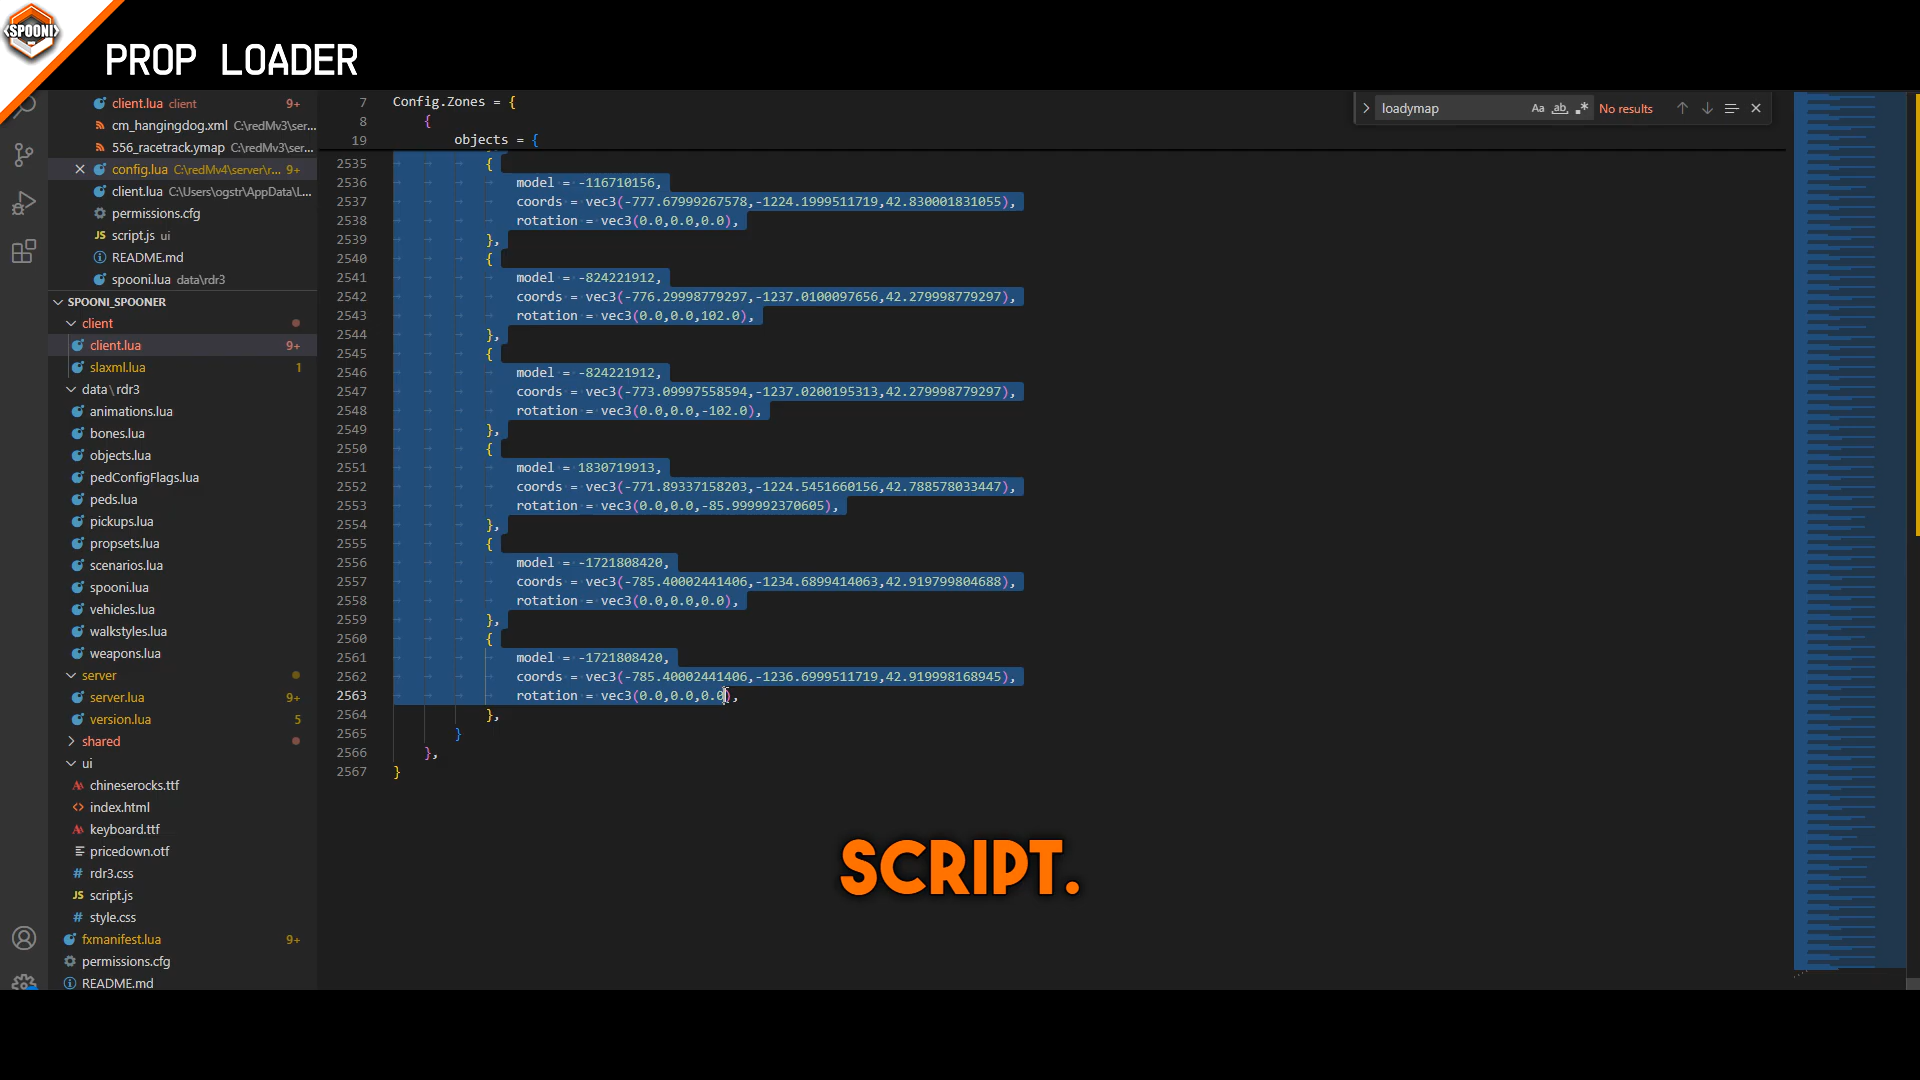 SPOONI
PROP LOADER
client.lua client 9+
cm_hangingdog.xml C:\redMv3\ser...
556_racetrack.ymap C:\redMv3\ser...
config.lua C:\redMv4\server\r... 9+
client.lua C:\Users\ogstr\AppData\L...
permissions.cfg
script.js ui
README.md
spooni.lua data\rdr3
SPOONI_SPOONER
client
client.lua 9+
slaxml.lua 1
data \ rdr3
animations.lua
bones.lua
objects.lua
pedConfigFlags.lua
peds.lua
pickups.lua
propsets.lua
scenarios.lua
spooni.lua
vehicles.lua
walkstyles.lua
weapons.lua
server
server.lua 9+
version.lua 5
shared
ui
chineserocks.ttf
index.html
keyboard.ttf
pricedown.otf
rdr3.css
script.js
style.css
fxmanifest.lua 9+
permissions.cfg
README.md
7 Config.Zones = {
8 {
19 objects = {
2535 {
2536 model = -116710156,
2537 coords = vec3(-777.67999267578,-1224.1999511719,42.830001831055),
2538 rotation = vec3(0.0,0.0,0.0),
2539 },
2540 {
2541 model = -824221912,
2542 coords = vec3(-776.29998779297,-1237.0100097656,42.279998779297),
2543 rotation = vec3(0.0,0.0,102.0),
2544 },
2545 {
2546 model = -824221912,
2547 coords = vec3(-773.09997558594,-1237.0200195313,42.279998779297),
2548 rotation = vec3(0.0,0.0,-102.0),
2549 },
2550 {
2551 model = 1830719913,
2552 coords = vec3(-771.89337158203,-1224.5451660156,42.788578033447),
2553 rotation = vec3(0.0,0.0,-85.999992370605),
2554 },
2555 {
2556 model = -1721808420,
2557 coords = vec3(-785.40002441406,-1234.6899414063,42.919799804688),
2558 rotation = vec3(0.0,0.0,0.0),
2559 },
2560 {
2561 model = -1721808420,
2562 coords = vec3(-785.40002441406,-1236.6999511719,42.919998168945),
2563 rotation = vec3(0.0,0.0,0.0),
2564 },
2565 }
2566 },
2567 }
loadymap Aa ab .* No results
SCRIPT.